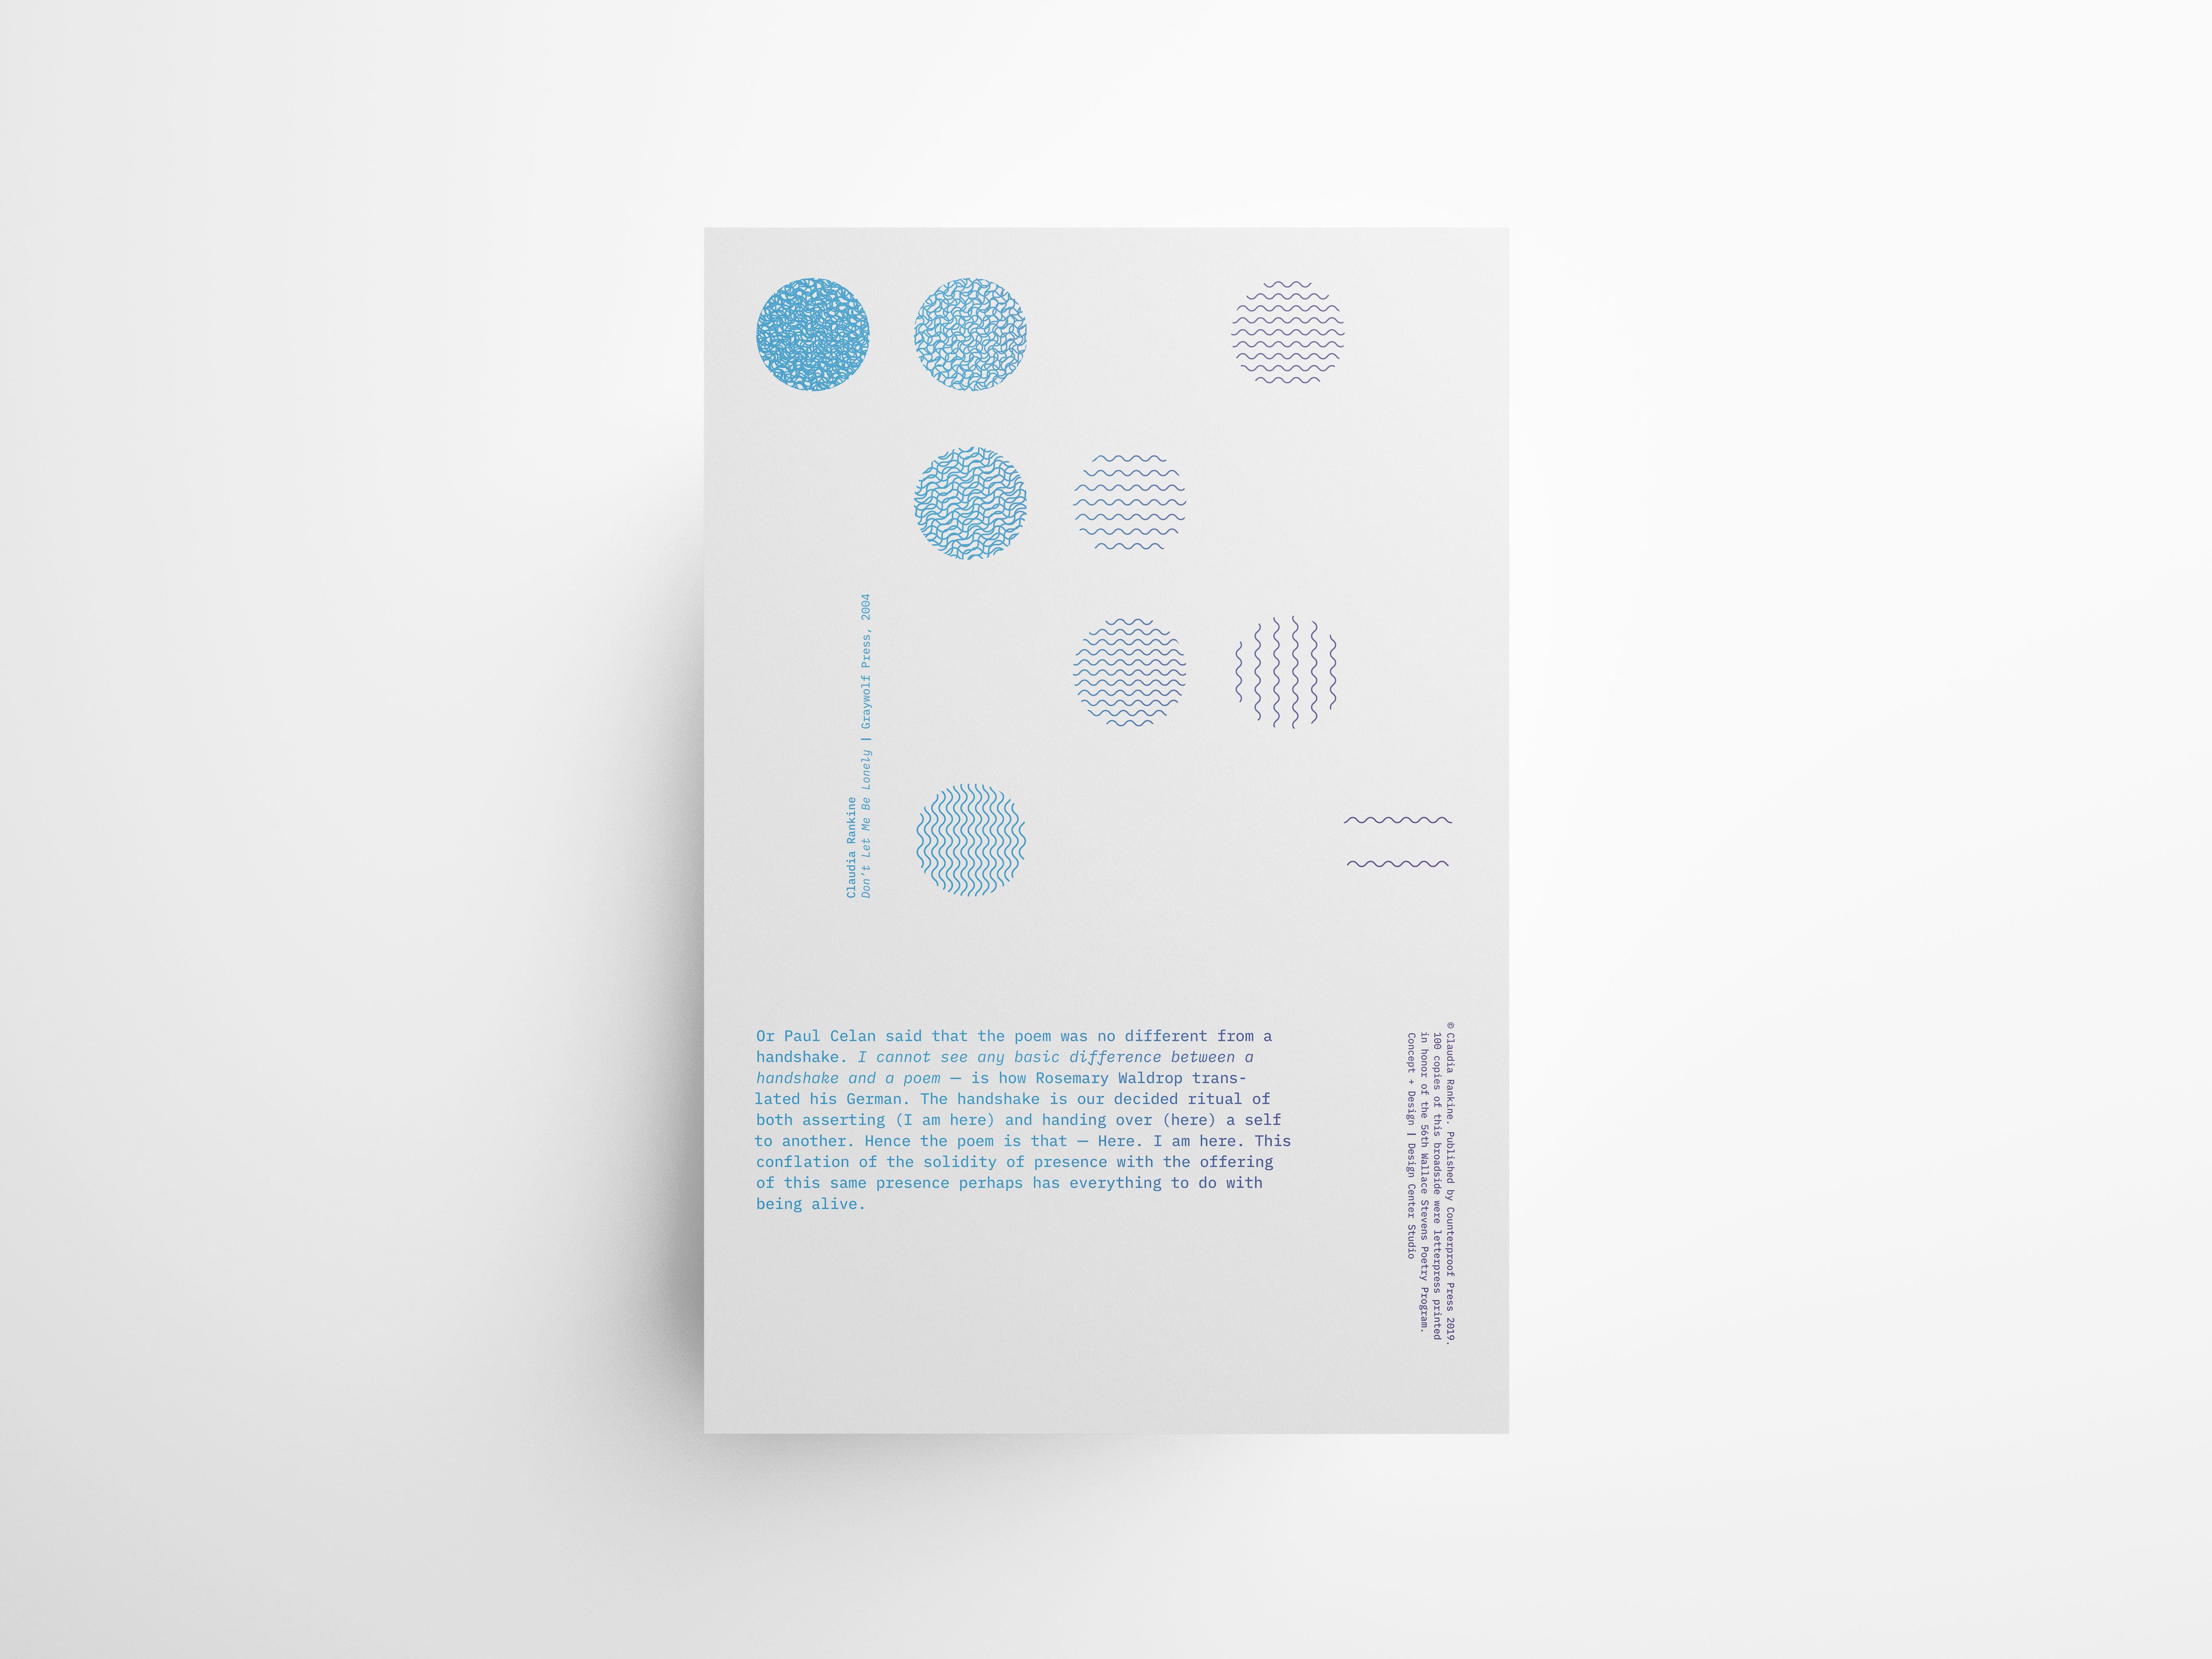 Claudia Rankine
Don't Let Me Be Lonely | Graywolf Press, 2004
Or Paul Celan said that the poem was no different from a
handshake. I cannot see any basic difference between a
handshake and a poem — is how Rosemary Waldrop trans-
lated his German. The handshake is our decided ritual of
both asserting (I am here) and handing over (here) a self
to another. Hence the poem is that — Here. I am here. This
conflation of the solidity of presence with the offering
of this same presence perhaps has everything to do with
being alive.
© Claudia Rankine. Published by Counterproof Press 2019.
100 copies of this broadside were letterpress printed
in honor of the 56th Wallace Stevens Poetry Program.
Concept + Design | Design Center Studio